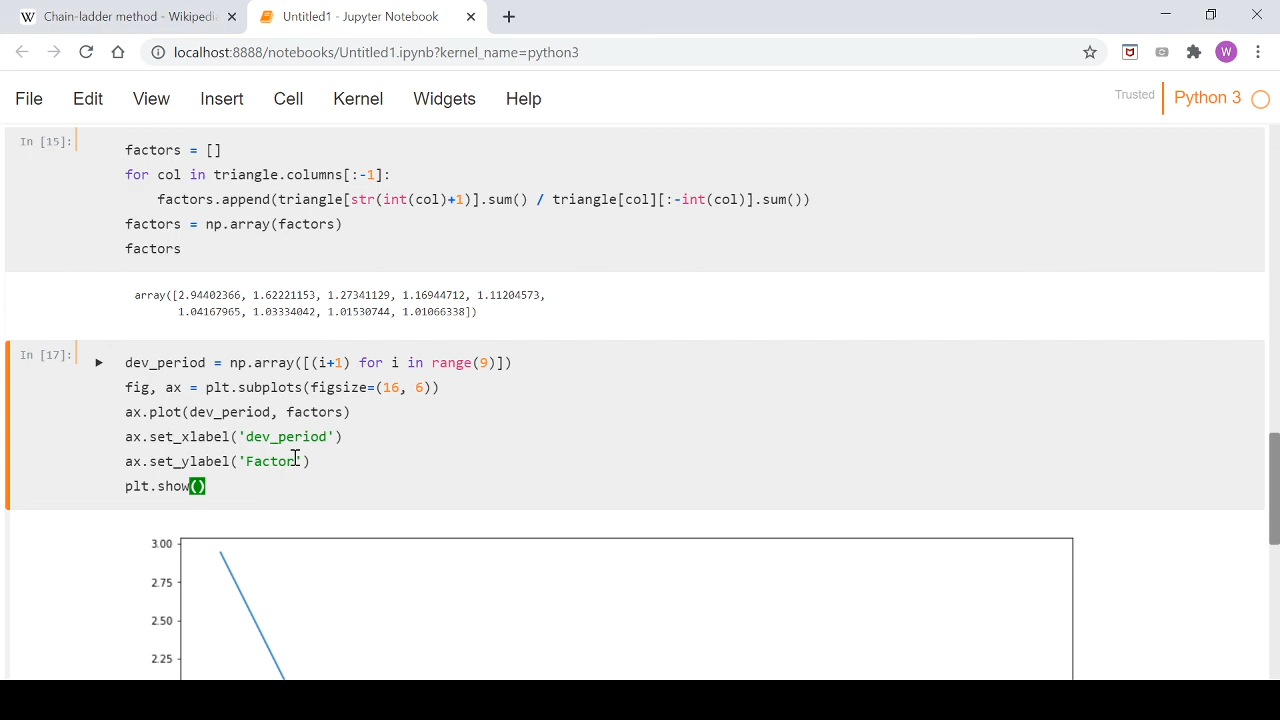 Chain-ladder method - Wikipedi
Untitled1 - Jupyter Notebook
localhost:8888/notebooks/Untitled1.ipynb?kernel_name=python3
W
File Edit View Insert Cell Kernel Widgets Help
Trusted
Python 3
In [15]:
factors = []
for col in triangle.columns[:-1]:
    factors.append(triangle[str(int(col)+1)].sum() / triangle[col][:-int(col)].sum())
factors = np.array(factors)
factors
array([2.94402366, 1.62221153, 1.27341129, 1.16944712, 1.11204573,
       1.04167965, 1.03334042, 1.01530744, 1.01066338])
In [17]:
dev_period = np.array([(i+1) for i in range(9)])
fig, ax = plt.subplots(figsize=(16, 6))
ax.plot(dev_period, factors)
ax.set_xlabel('dev_period')
ax.set_ylabel('Factor')
plt.show()
3.00
2.75
2.50
2.25